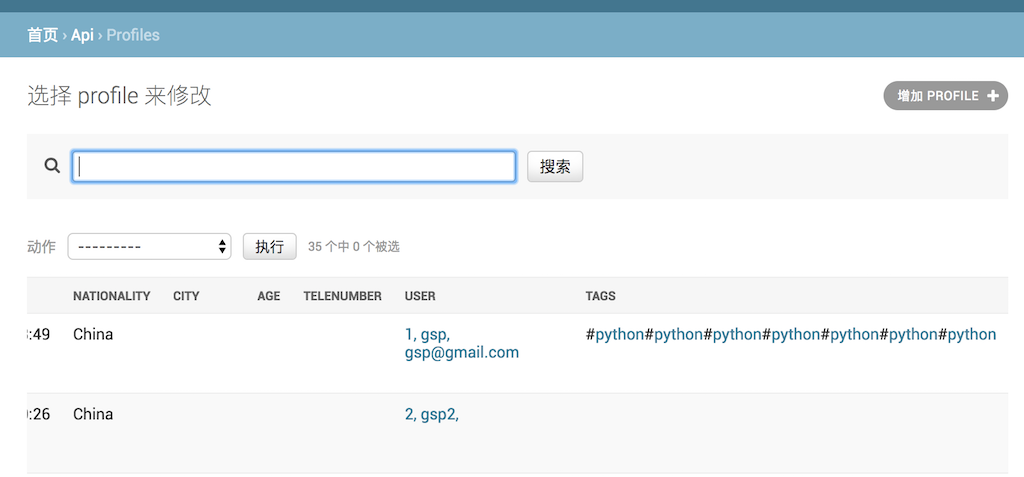 首页 › Api › Profiles
选择 profile 来修改
增加 PROFILE +
搜索
动作 --------- 执行 35 个中 0 个被选
NATIONALITY CITY AGE TELENUMBER USER TAGS
:49 China 1, gsp, #python#python#python#python#python#python#python
gsp@gmail.com
:26 China 2, gsp2,